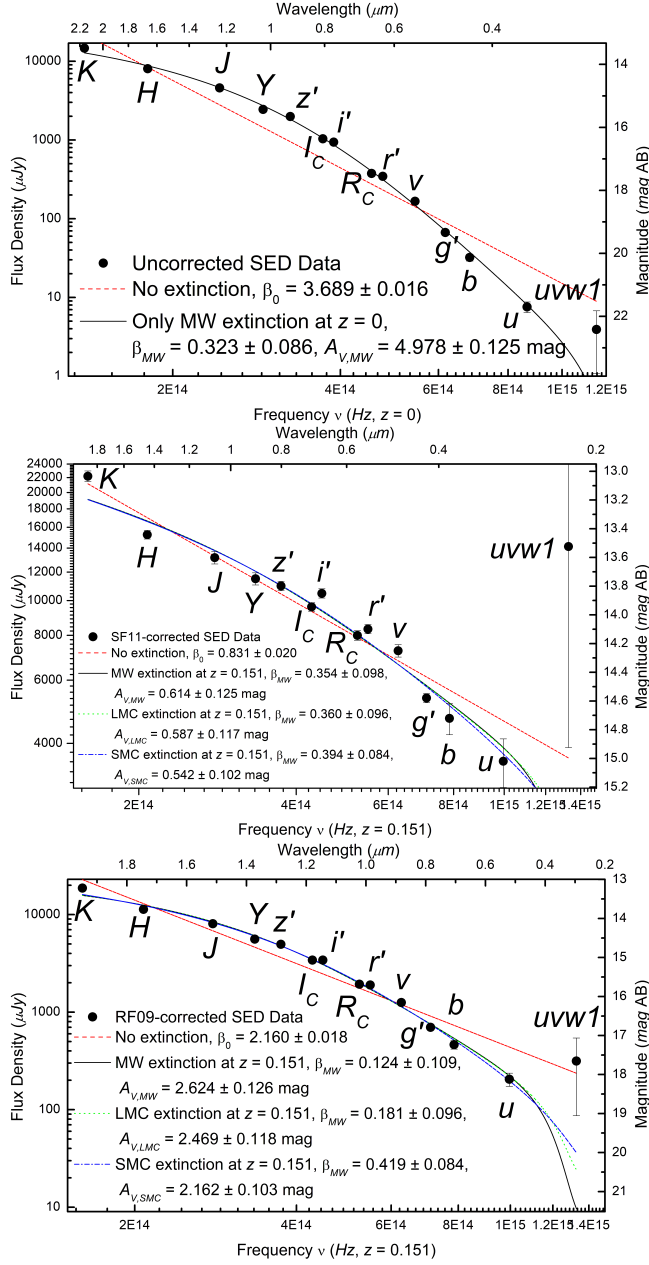 Wavelength (μm)
2.2 2 1.8 1.6 1.4 1.2 1 0.8 0.6 0.4
Flux Density (μJy)
10000
1000
100
10
1
14
16
18
20
22
Magnitude (mag AB)
K
H
J
Y
z'
I_C
i'
R_C
r'
v
g'
b
u
uvw1
Uncorrected SED Data
No extinction, β₀ = 3.689 ± 0.016
Only MW extinction at z = 0,
β_MW = 0.323 ± 0.086, A_V,MW = 4.978 ± 0.125 mag
2E14 4E14 6E14 8E14 1E15 1.2E15
Frequency ν (Hz, z = 0)
Wavelength (μm)
1.8 1.6 1.4 1.2 1 0.8 0.6 0.4 0.2
Flux Density (μJy)
24000
22000
20000
18000
16000
14000
12000
10000
8000
6000
4000
13.0
13.2
13.4
13.6
13.8
14.0
14.2
14.4
14.6
14.8
15.0
15.2
Magnitude (mag AB)
K
H
J
Y
z'
I_C
i'
R_C
r'
v
g'
b
u
uvw1
SF11-corrected SED Data
No extinction, β₀ = 0.831 ± 0.020
MW extinction at z = 0.151, β_MW = 0.354 ± 0.098,
A_V,MW = 0.614 ± 0.125 mag
LMC extinction at z = 0.151, β_MW = 0.360 ± 0.096,
A_V,LMC = 0.587 ± 0.117 mag
SMC extinction at z = 0.151, β_MW = 0.394 ± 0.084,
A_V,SMC = 0.542 ± 0.102 mag
2E14 4E14 6E14 8E14 1E15 1.2E15 1.4E15
Frequency ν (Hz, z = 0.151)
Wavelength (μm)
1.8 1.6 1.4 1.2 1.0 0.8 0.6 0.4 0.2
Flux Density (μJy)
10000
1000
100
10
13
14
15
16
17
18
19
20
21
Magnitude (mag AB)
K
H
J
Y
z'
I_C
i'
R_C
r'
v
g'
b
u
uvw1
RF09-corrected SED Data
No extinction, β₀ = 2.160 ± 0.018
MW extinction at z = 0.151, β_MW = 0.124 ± 0.109,
A_V,MW = 2.624 ± 0.126 mag
LMC extinction at z = 0.151, β_MW = 0.181 ± 0.096,
A_V,LMC = 2.469 ± 0.118 mag
SMC extinction at z = 0.151, β_MW = 0.419 ± 0.084,
A_V,SMC = 2.162 ± 0.103 mag
2E14 4E14 6E14 8E14 1E15 1.2E15 1.4E15
Frequency ν (Hz, z = 0.151)